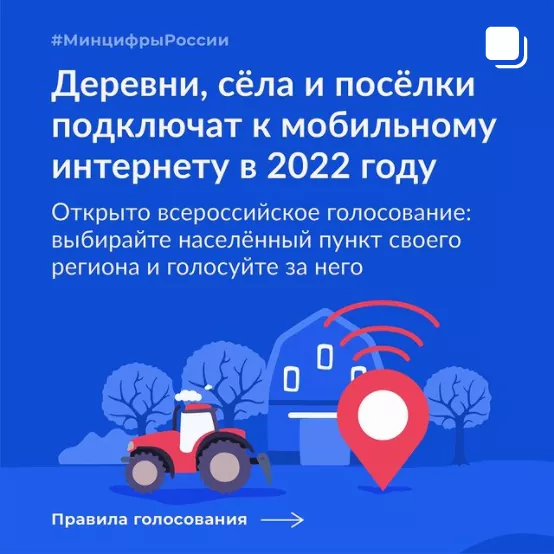 #МинцифрыРоссии
Деревни, сёла и посёлки
подключат к мобильному
интернету в 2022 году
Открыто всероссийское голосование:
выбирайте населённый пункт своего
региона и голосуйте за него
Правила голосования